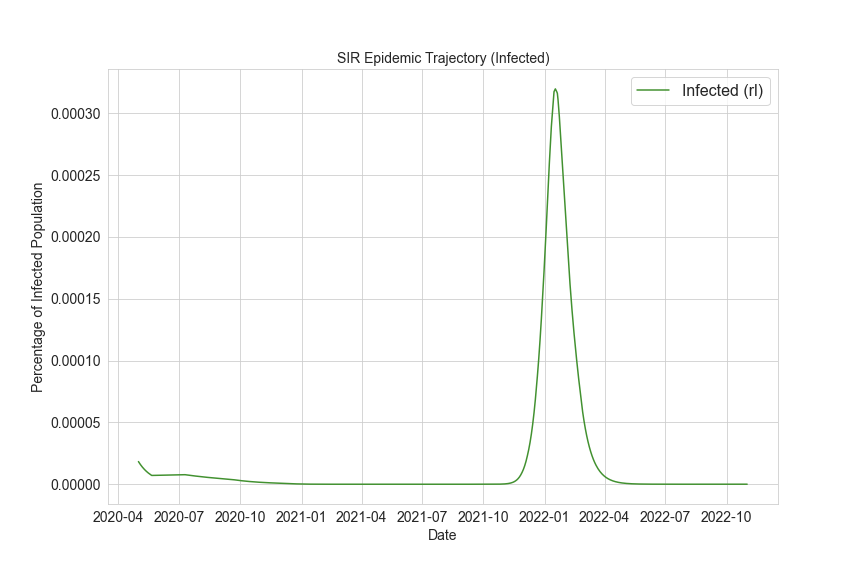 SIR Epidemic Trajectory (Infected)
Infected (rI)
Percentage of Infected Population
0.00030
0.00025
0.00020
0.00015
0.00010
0.00005
0.00000
2020-04 2020-07 2020-10 2021-01 2021-04 2021-07 2021-10 2022-01 2022-04 2022-07 2022-10
Date